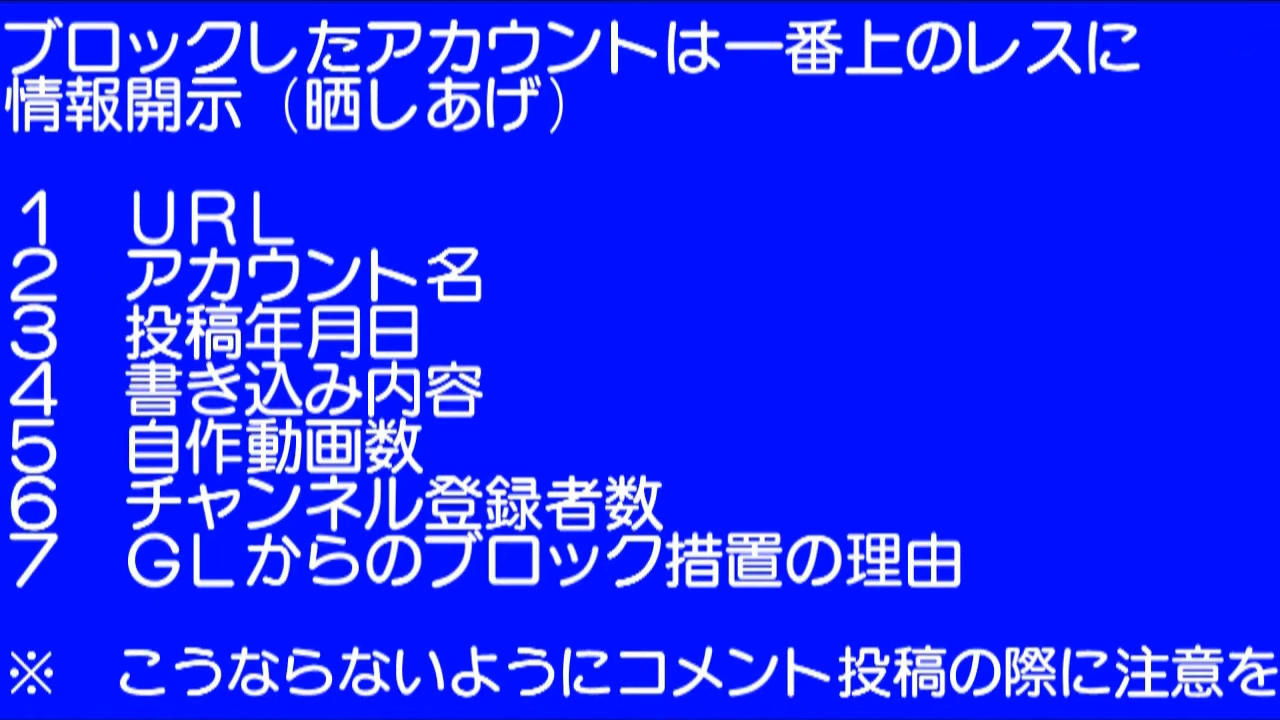 ブロックしたアカウントは一番上のレスに
情報開示（晒しあげ）
１　ＵＲＬ
２　アカウント名
３　投稿年月日
４　書き込み内容
５　自作動画数
６　チャンネル登録者数
７　ＧＬからのブロック措置の理由
※　こうならないようにコメント投稿の際に注意を